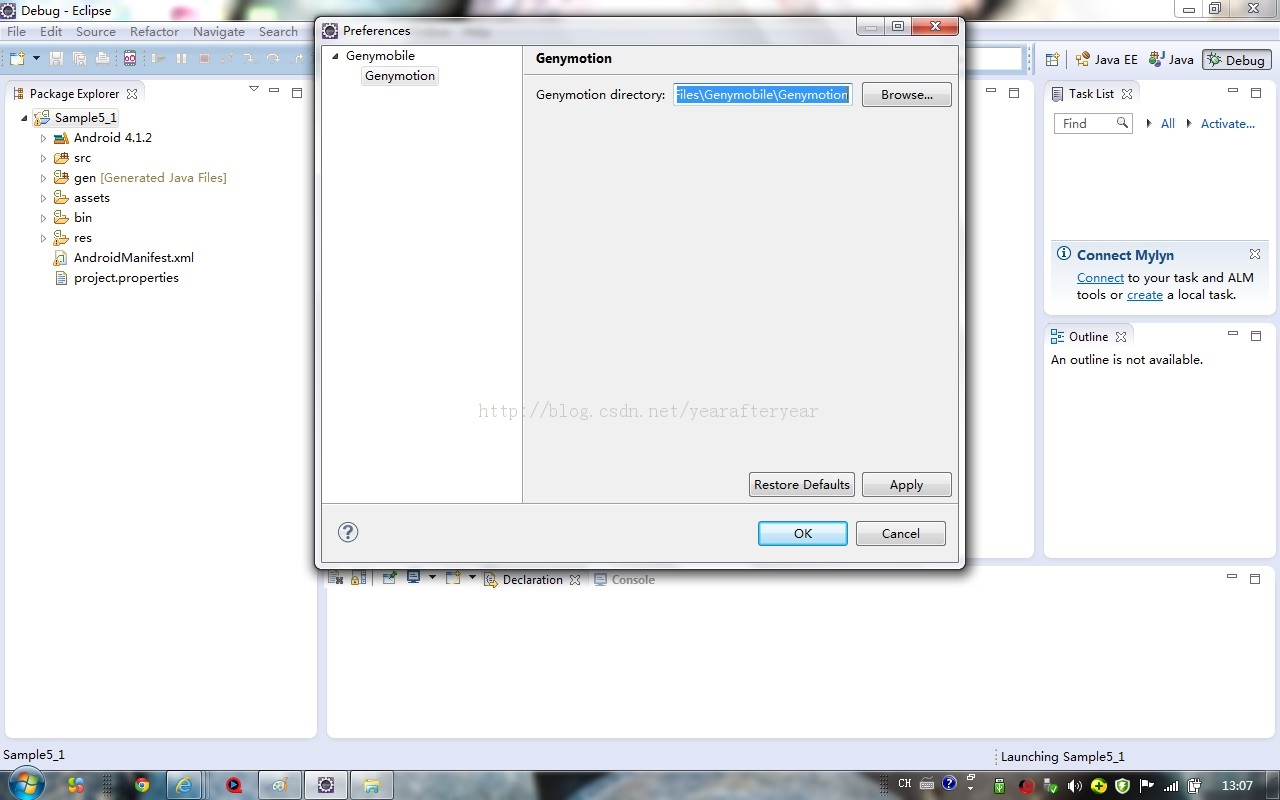 Debug - Eclipse
File Edit Source Refactor Navigate Search
Java EE Java Debug
Package Explorer
Sample5_1
Android 4.1.2
src
gen [Generated Java Files]
assets
bin
res
AndroidManifest.xml
project.properties
Preferences
Genymobile
Genymotion
Genymotion
Genymotion directory: Files\Genymobile\Genymotion Browse...
http://blog.csdn.net/yearafteryear
Restore Defaults Apply
OK Cancel
Task List
Find All Activate...
Connect Mylyn
Connect to your task and ALM
tools or create a local task.
Outline
An outline is not available.
Declaration Console
Sample5_1
Launching Sample5_1
CH 13:07